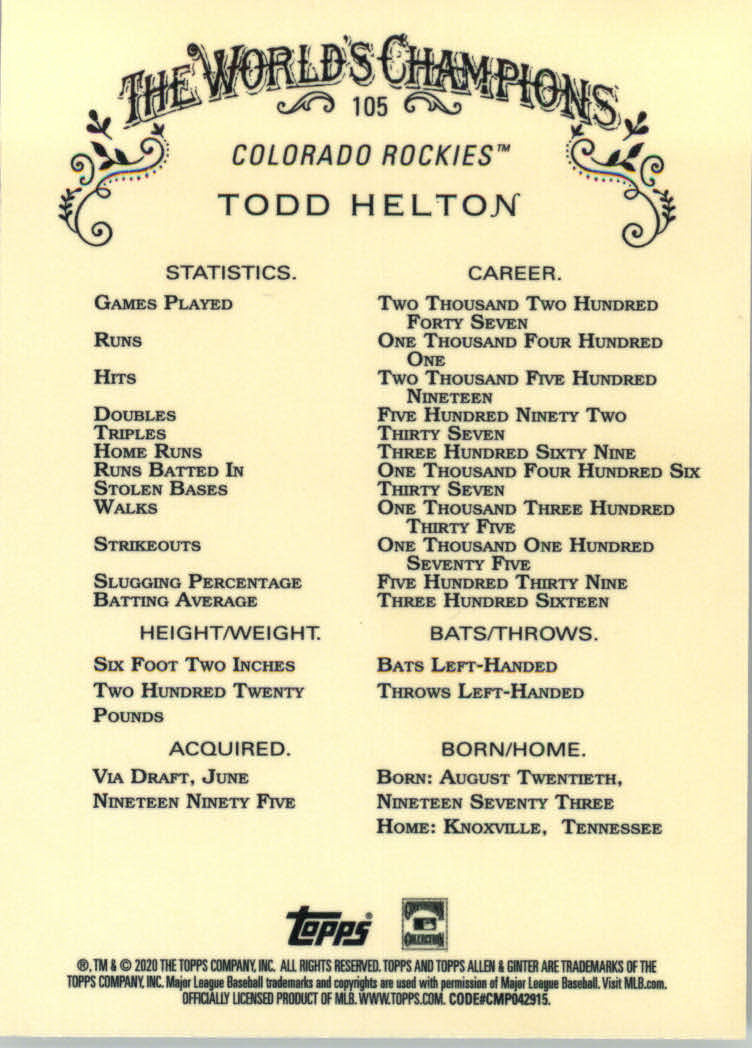 THE WORLD'S CHAMPIONS
105
COLORADO ROCKIES™
TODD HELTON
STATISTICS. CAREER.
GAMES PLAYED TWO THOUSAND TWO HUNDRED
FORTY SEVEN
RUNS ONE THOUSAND FOUR HUNDRED
ONE
HITS TWO THOUSAND FIVE HUNDRED
NINETEEN
DOUBLES FIVE HUNDRED NINETY TWO
TRIPLES THIRTY SEVEN
HOME RUNS THREE HUNDRED SIXTY NINE
RUNS BATTED IN ONE THOUSAND FOUR HUNDRED SIX
STOLEN BASES THIRTY SEVEN
WALKS ONE THOUSAND THREE HUNDRED
THIRTY FIVE
STRIKEOUTS ONE THOUSAND ONE HUNDRED
SEVENTY FIVE
SLUGGING PERCENTAGE FIVE HUNDRED THIRTY NINE
BATTING AVERAGE THREE HUNDRED SIXTEEN
HEIGHT/WEIGHT. BATS/THROWS.
SIX FOOT TWO INCHES BATS LEFT-HANDED
TWO HUNDRED TWENTY THROWS LEFT-HANDED
POUNDS
ACQUIRED. BORN/HOME.
VIA DRAFT, JUNE BORN: AUGUST TWENTIETH,
NINETEEN NINETY FIVE NINETEEN SEVENTY THREE
HOME: KNOXVILLE, TENNESSEE
topps® COOPERSTOWN COLLECTION
®, TM & © 2020 THE TOPPS COMPANY, INC. ALL RIGHTS RESERVED. TOPPS AND TOPPS ALLEN & GINTER ARE TRADEMARKS OF THE
TOPPS COMPANY, INC. Major League Baseball trademarks and copyrights are used with permission of Major League Baseball. Visit MLB.com.
OFFICIALLY LICENSED PRODUCT OF MLB. WWW.TOPPS.COM. CODE#CMP042915.